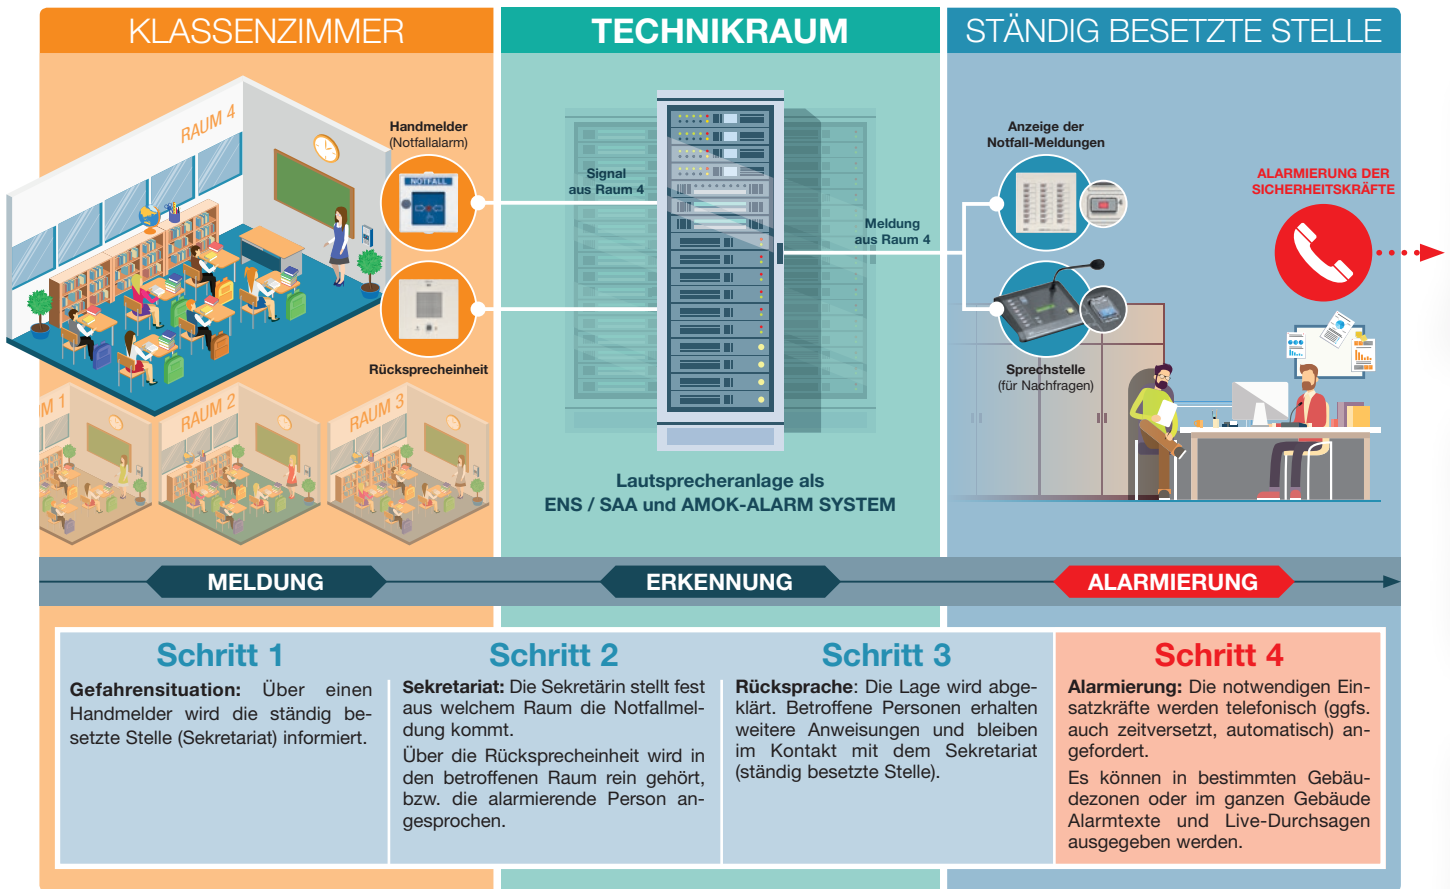 KLASSENZIMMER
TECHNIKRAUM
STÄNDIG BESETZTE STELLE
RAUM 4
Handmelder
(Notfallalarm)
NOTFALL
Rücksprecheinheit
M 1
RAUM 2
RAUM 3
Signal
aus Raum 4
Meldung
aus Raum 4
Lautsprecheranlage als
ENS / SAA und AMOK-ALARM SYSTEM
Anzeige der
Notfall-Meldungen
Sprechstelle
(für Nachfragen)
ALARMIERUNG DER
SICHERHEITSKRÄFTE
MELDUNG
ERKENNUNG
ALARMIERUNG
Schritt 1
Gefahrensituation: Über einen
Handmelder wird die ständig be-
setzte Stelle (Sekretariat) informiert.
Schritt 2
Sekretariat: Die Sekretärin stellt fest
aus welchem Raum die Notfallmel-
dung kommt.
Über die Rücksprecheinheit wird in
den betroffenen Raum rein gehört,
bzw. die alarmierende Person an-
gesprochen.
Schritt 3
Rücksprache: Die Lage wird abge-
klärt. Betroffene Personen erhalten
weitere Anweisungen und bleiben
im Kontakt mit dem Sekretariat
(ständig besetzte Stelle).
Schritt 4
Alarmierung: Die notwendigen Ein-
satzkräfte werden telefonisch (ggfs.
auch zeitversetzt, automatisch) an-
gefordert.
Es können in bestimmten Gebäu-
dezonen oder im ganzen Gebäude
Alarmtexte und Live-Durchsagen
ausgegeben werden.